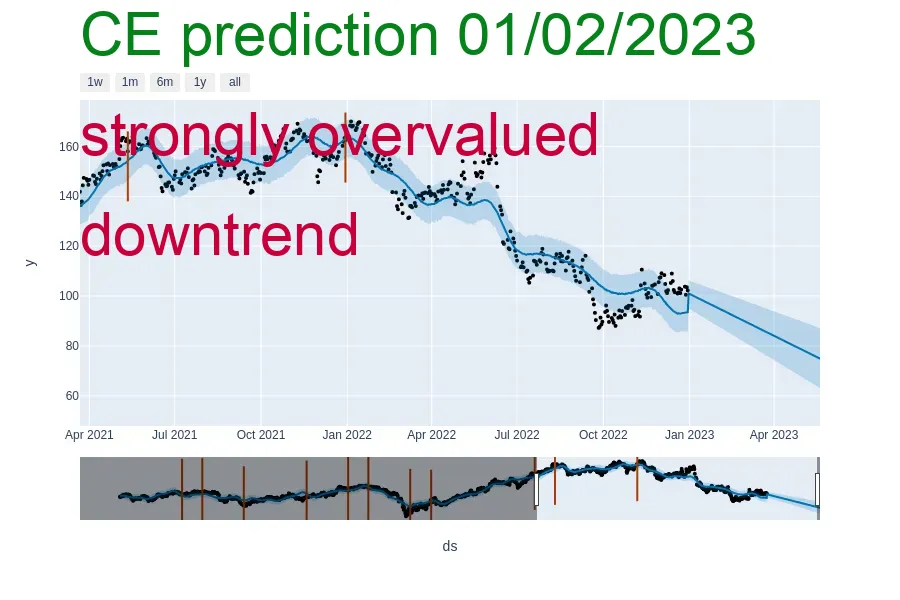 CE prediction 01/02/2023
1w 1m 6m 1y all
strongly overvalued
downtrend
160
140
120
100
80
60
y
Apr 2021 Jul 2021 Oct 2021 Jan 2022 Apr 2022 Jul 2022 Oct 2022 Jan 2023 Apr 2023
ds